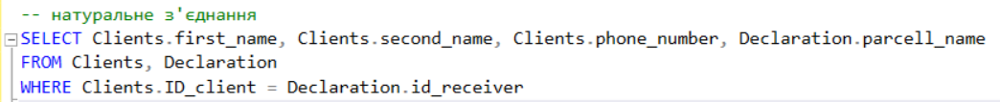 -- натуральне з'єднання
SELECT Clients.first_name, Clients.second_name, Clients.phone_number, Declaration.parcell_name
FROM Clients, Declaration
WHERE Clients.ID_client = Declaration.id_receiver